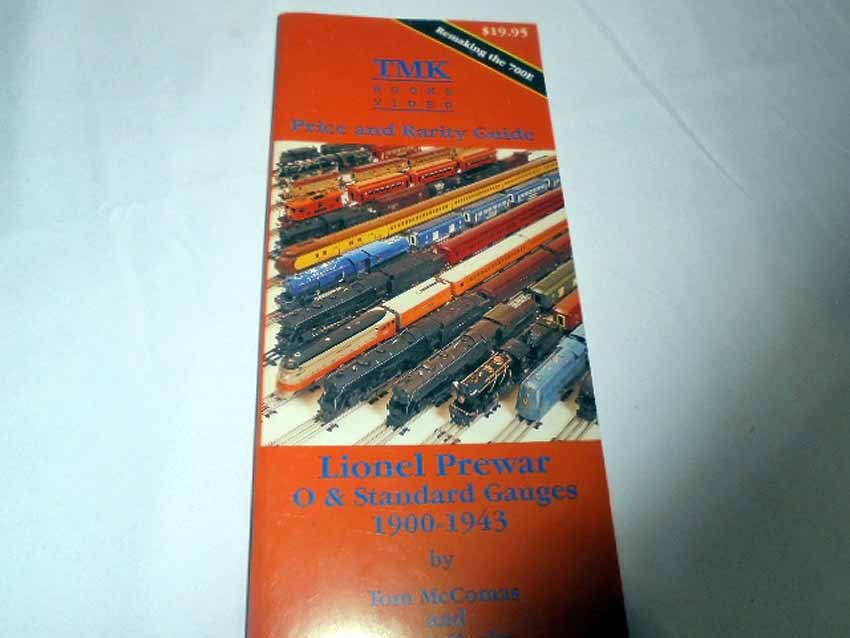 $19.95
Remaking the 700E
TMK
BOOKS
VIDEO
Price and Rarity Guide
Lionel Prewar
O & Standard Gauges
1900-1943
by
Tom McComas
and